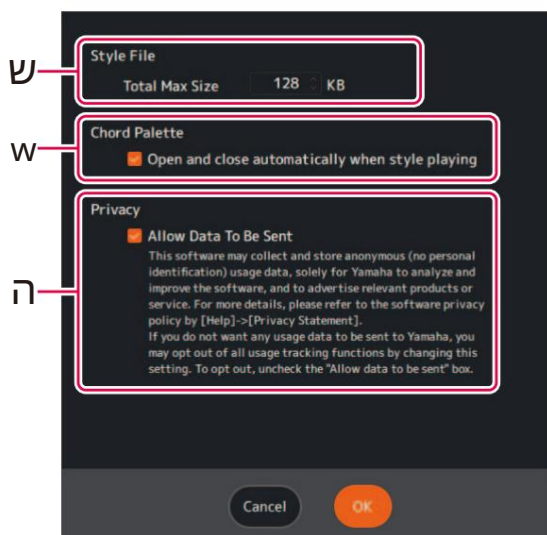 ש
Style File
Total Max Size 128 KB
w
Chord Palette
Open and close automatically when style playing
ה
Privacy
Allow Data To Be Sent
This software may collect and store anonymous (no personal
identification) usage data, solely for Yamaha to analyze and
improve the software, and to advertise relevant products or
service. For more details, please refer to the software privacy
policy by [Help]->[Privacy Statement].
If you do not want any usage data to be sent to Yamaha, you
may opt out of all usage tracking functions by changing this
setting. To opt out, uncheck the "Allow data to be sent" box.
Cancel OK